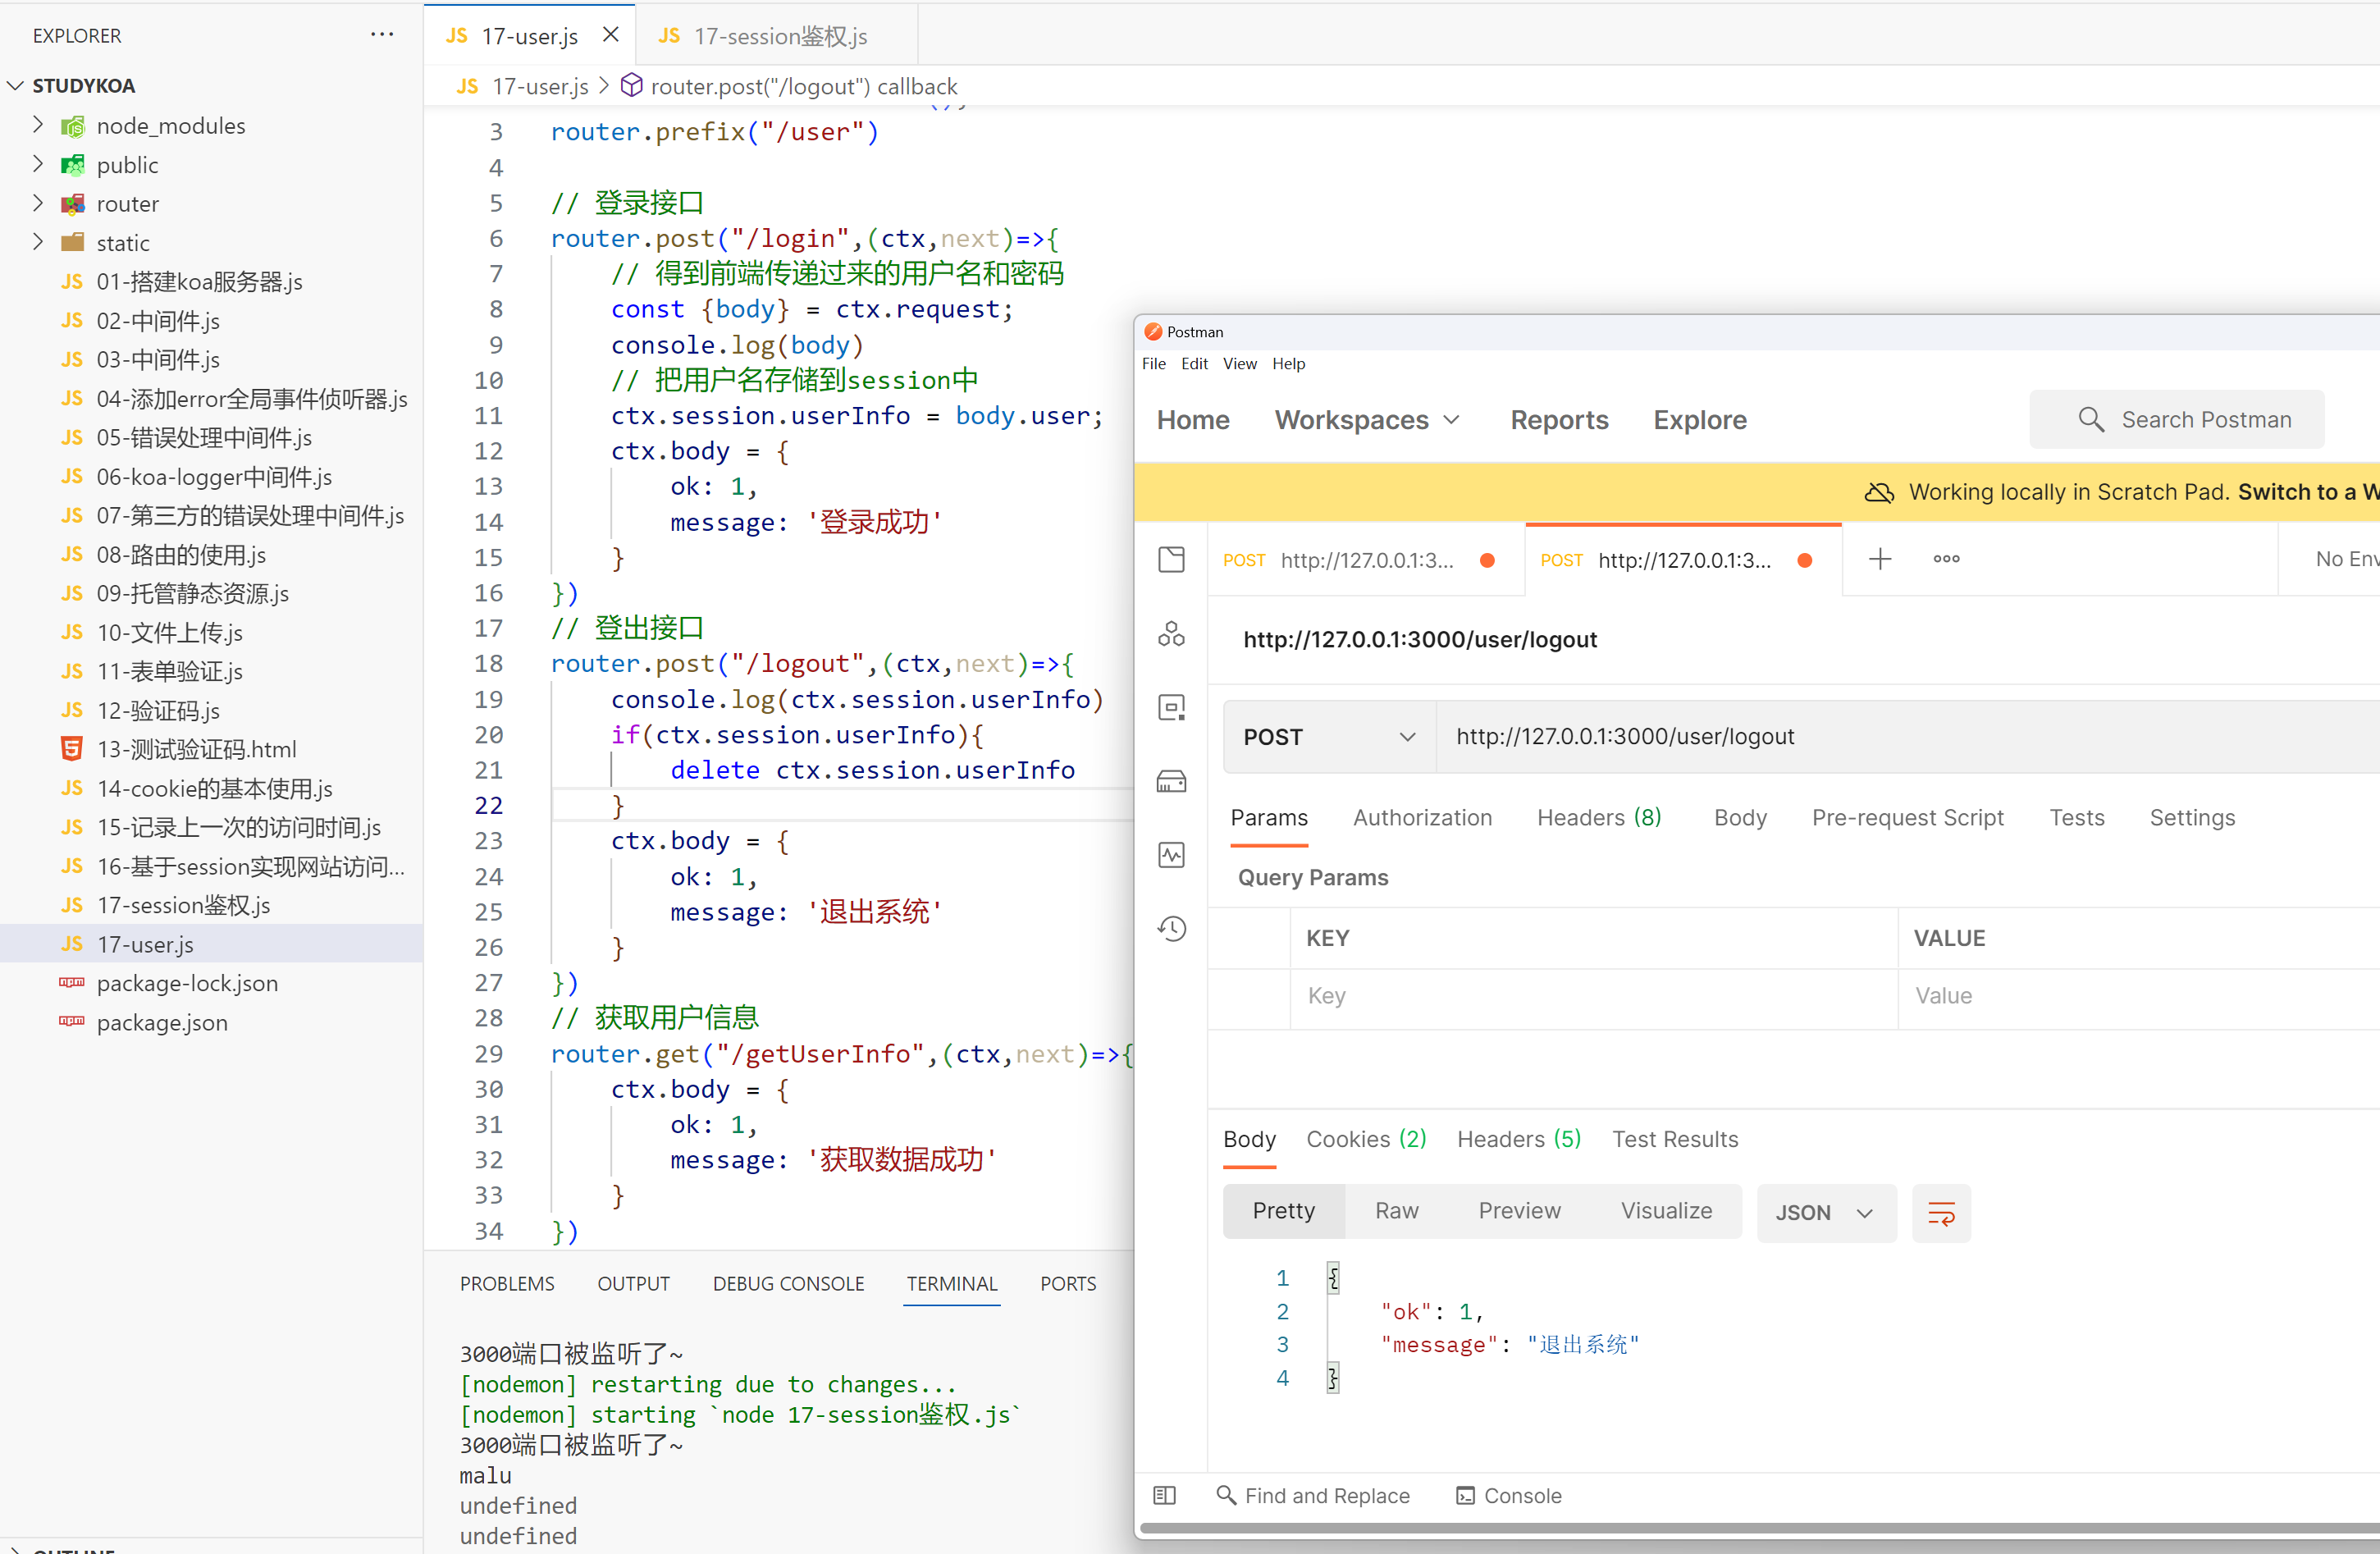 EXPLORER
STUDYKOA
node_modules
public
router
static
JS 01-搭建koa服务器.js
JS 02-中间件.js
JS 03-中间件.js
JS 04-添加error全局事件侦听器.js
JS 05-错误处理中间件.js
JS 06-koa-logger中间件.js
JS 07-第三方的错误处理中间件.js
JS 08-路由的使用.js
JS 09-托管静态资源.js
JS 10-文件上传.js
JS 11-表单验证.js
JS 12-验证码.js
13-测试验证码.html
JS 14-cookie的基本使用.js
JS 15-记录上一次的访问时间.js
JS 16-基于session实现网站访问...
JS 17-session鉴权.js
JS 17-user.js
package-lock.json
package.json
OUTLINE
JS 17-user.js
JS 17-session鉴权.js
JS 17-user.js > router.post("/logout") callback
3 router.prefix("/user")
4
5 // 登录接口
6 router.post("/login",(ctx,next)=>{
7 // 得到前端传递过来的用户名和密码
8 const {body} = ctx.request;
9 console.log(body)
10 // 把用户名存储到session中
11 ctx.session.userInfo = body.user;
12 ctx.body = {
13 ok: 1,
14 message: '登录成功'
15 }
16 })
17 // 登出接口
18 router.post("/logout",(ctx,next)=>{
19 console.log(ctx.session.userInfo)
20 if(ctx.session.userInfo){
21 delete ctx.session.userInfo
22 }
23 ctx.body = {
24 ok: 1,
25 message: '退出系统'
26 }
27 })
28 // 获取用户信息
29 router.get("/getUserInfo",(ctx,next)=>{
30 ctx.body = {
31 ok: 1,
32 message: '获取数据成功'
33 }
34 })
PROBLEMS OUTPUT DEBUG CONSOLE TERMINAL PORTS
3000端口被监听了~
[nodemon] restarting due to changes...
[nodemon] starting `node 17-session鉴权.js`
3000端口被监听了~
malu
undefined
undefined
Postman
File Edit View Help
Home Workspaces Reports Explore Search Postman
Working locally in Scratch Pad. Switch to a W
POST http://127.0.0.1:3... POST http://127.0.0.1:3... No Env
http://127.0.0.1:3000/user/logout
POST http://127.0.0.1:3000/user/logout
Params Authorization Headers (8) Body Pre-request Script Tests Settings
Query Params
KEY VALUE
Key Value
Body Cookies (2) Headers (5) Test Results
Pretty Raw Preview Visualize JSON
1 {
2 "ok": 1,
3 "message": "退出系统"
4 }
Find and Replace Console